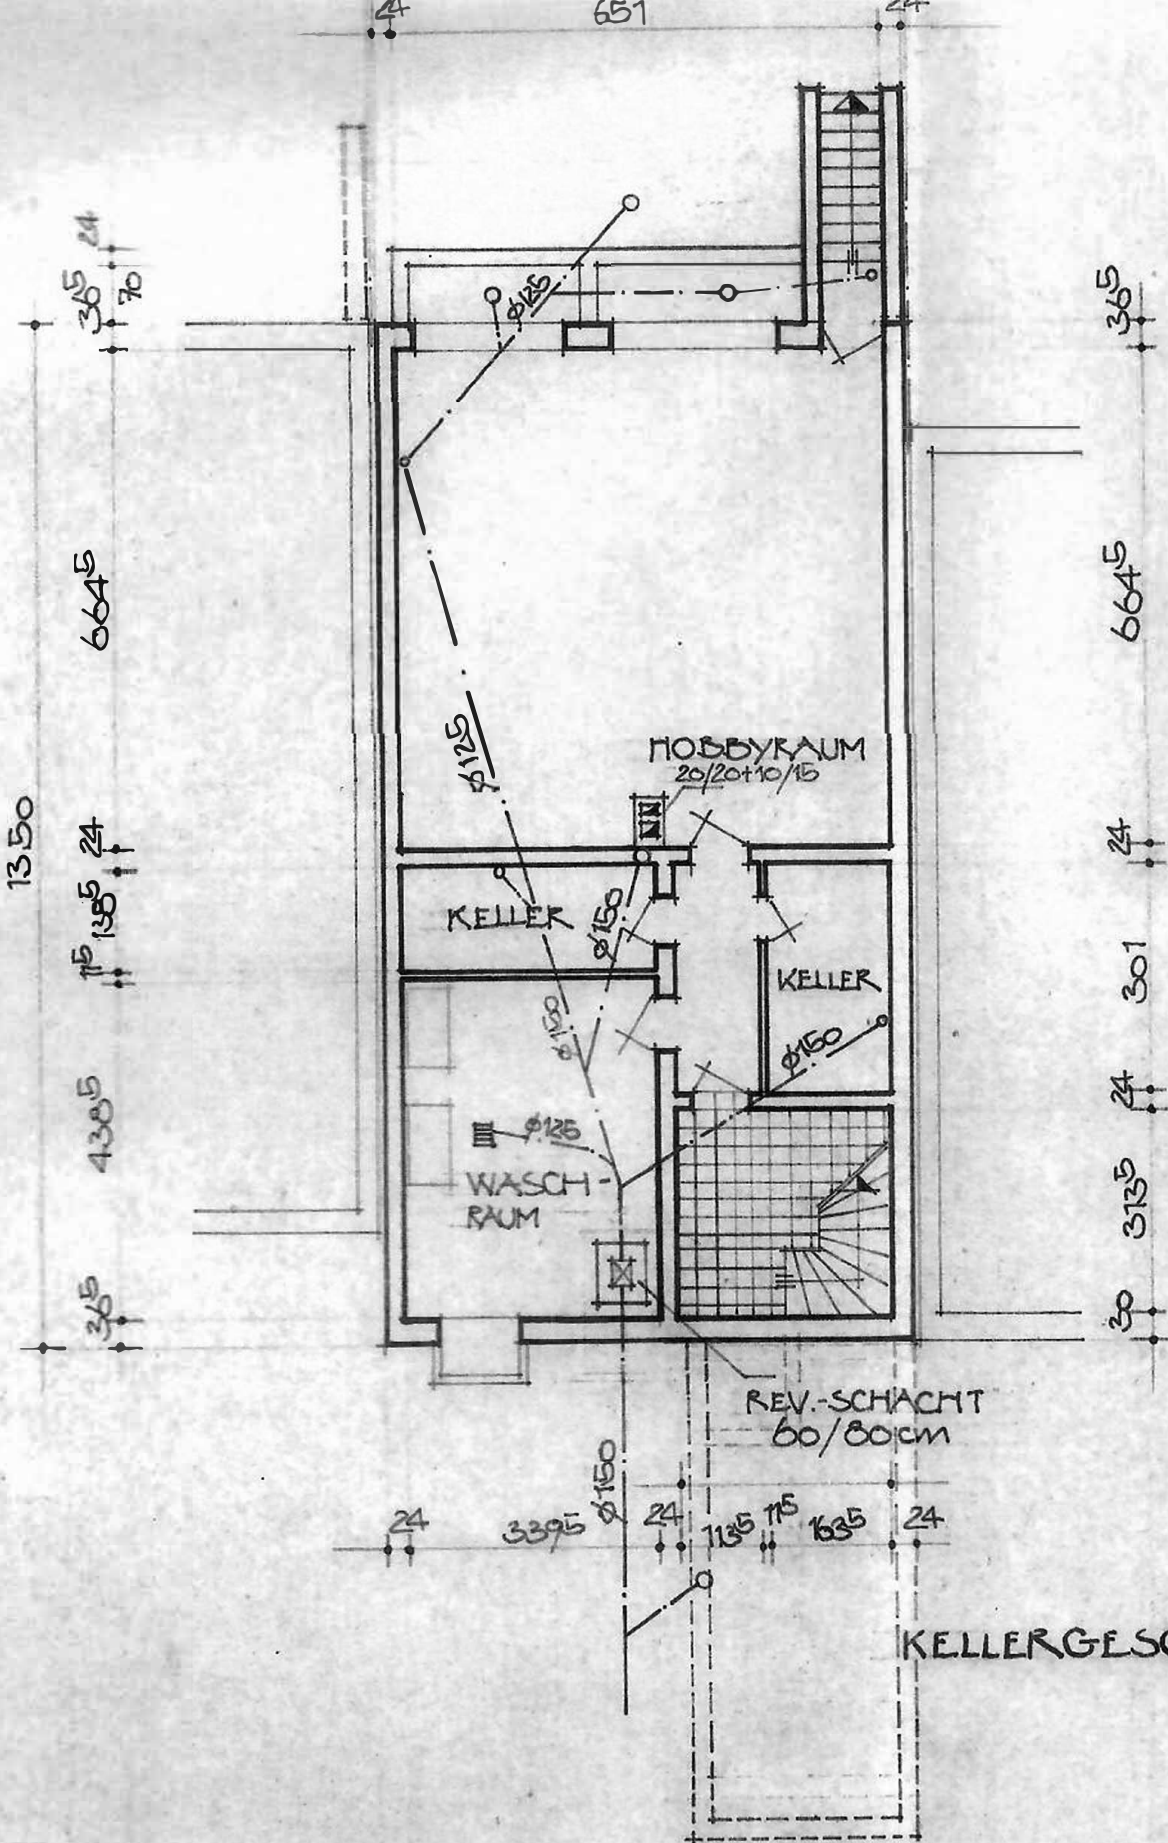 24
651
24
24
36⁵
70
ø125
36⁵
1350
664⁵
664⁵
ø125
HOBBYRAUM
20/20+10/15
24
24
138⁵
KELLER
ø150
11⁵
KELLER
301
ø150
ø150
24
438⁵
ø125
WASCH-
RAUM
313⁵
36⁵
30
REV.-SCHACHT
60/80cm
ø150
24
339⁵
24
113⁵
11⁵
163⁵
24
KELLERGESC